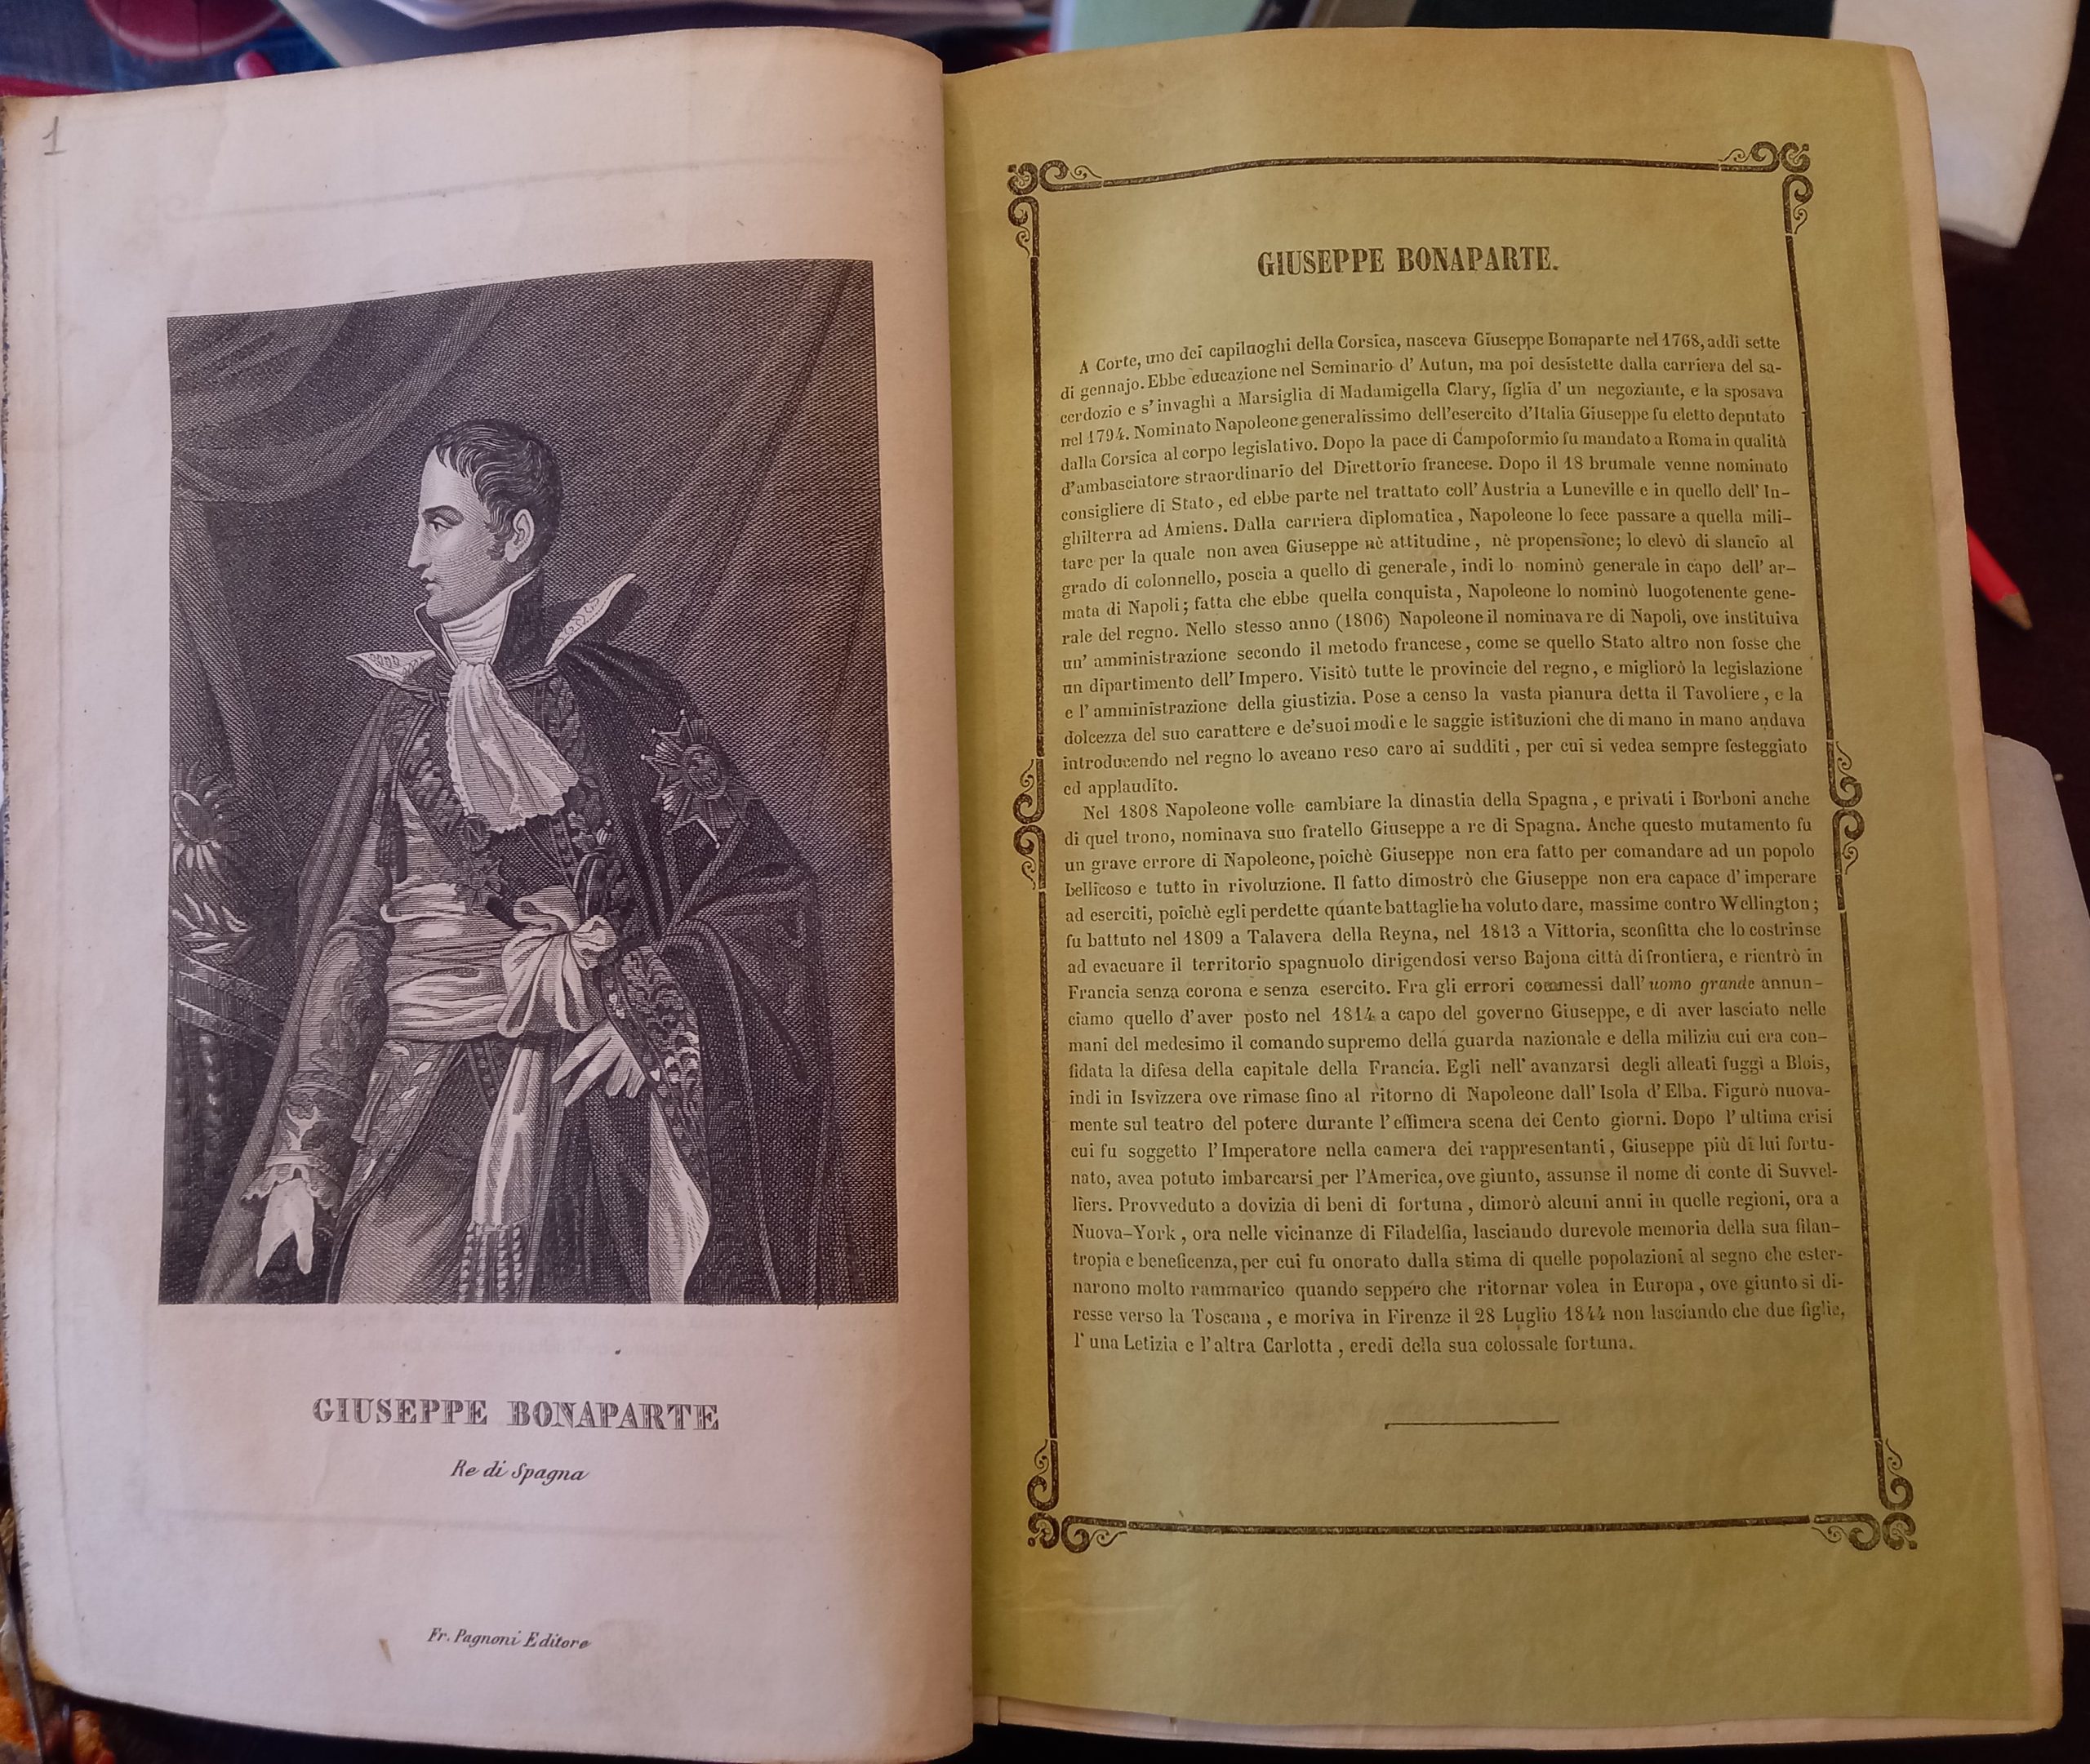 1
GIUSEPPE BONAPARTE
Re di Spagna
Fr. Pagnoni Editore
GIUSEPPE BONAPARTE.
A Corte, uno dei capiluoghi della Corsica, nasceva Giuseppe Bonaparte nel 1768, addì sette
di gennajo. Ebbe educazione nel Seminario d' Autun, ma poi desistette dalla carriera del sa-
cerdozio e s' invaghì a Marsiglia di Madamigella Clary, figlia d' un negoziante, e la sposava
nel 1794. Nominato Napoleone generalissimo dell'esercito d'Italia Giuseppe fu eletto deputato
dalla Corsica al corpo legislativo. Dopo la pace di Campoformio fu mandato a Roma in qualità
d'ambasciatore straordinario del Direttorio francese. Dopo il 18 brumale venne nominato
consigliere di Stato, ed ebbe parte nel trattato coll' Austria a Luneville e in quello dell' In-
ghilterra ad Amiens. Dalla carriera diplomatica, Napoleone lo fece passare a quella mili-
tare per la quale non avea Giuseppe nè attitudine, nè propensione; lo elevò di slancio al
grado di colonnello, poscia a quello di generale, indi lo nominò generale in capo dell' ar-
mata di Napoli; fatta che ebbe quella conquista, Napoleone lo nominò luogotenente gene-
rale del regno. Nello stesso anno (1806) Napoleone il nominava re di Napoli, ove instituiva
un' amministrazione secondo il metodo francese, come se quello Stato altro non fosse che
un dipartimento dell' Impero. Visitò tutte le provincie del regno, e migliorò la legislazione
e l' amministrazione della giustizia. Pose a censo la vasta pianura detta il Tavoliere, e la
dolcezza del suo carattere e de'suoi modi e le saggie istituzioni che di mano in mano andava
introducendo nel regno lo aveano reso caro ai sudditi, per cui si vedea sempre festeggiato
ed applaudito.
Nel 1808 Napoleone volle cambiare la dinastia della Spagna, e privati i Borboni anche
di quel trono, nominava suo fratello Giuseppe a re di Spagna. Anche questo mutamento fu
un grave errore di Napoleone, poichè Giuseppe non era fatto per comandare ad un popolo
bellicoso e tutto in rivoluzione. Il fatto dimostrò che Giuseppe non era capace d' imperare
ad eserciti, poichè egli perdette quante battaglie ha voluto dare, massime contro Wellington;
fu battuto nel 1809 a Talavera della Reyna, nel 1813 a Vittoria, sconfitta che lo costrinse
ad evacuare il territorio spagnuolo dirigendosi verso Bajona città di frontiera, e rientrò in
Francia senza corona e senza esercito. Fra gli errori commessi dall' uomo grande annun-
ciamo quello d'aver posto nel 1814 a capo del governo Giuseppe, e di aver lasciato nelle
mani del medesimo il comando supremo della guardia nazionale e della milizia cui era con-
fidata la difesa della capitale della Francia. Egli nell' avanzarsi degli alleati fuggì a Blois,
indi in Isvizzera ove rimase fino al ritorno di Napoleone dall' Isola d' Elba. Figurò nuova-
mente sul teatro del potere durante l' effimera scena dei Cento giorni. Dopo l' ultima crisi
cui fu soggetto l'Imperatore nella camera dei rappresentanti, Giuseppe più di lui fortu-
nato, avea potuto imbarcarsi per l'America, ove giunto, assunse il nome di conte di Suvvel-
liers. Provveduto a dovizia di beni di fortuna, dimorò alcuni anni in quelle regioni, ora a
Nuova-York, ora nelle vicinanze di Filadelfia, lasciando durevole memoria della sua filan-
tropia e beneficenza, per cui fu onorato dalla stima di quelle popolazioni al segno che ester-
narono molto rammarico quando seppero che ritornar volea in Europa, ove giunto si di-
resse verso la Toscana, e moriva in Firenze il 28 Luglio 1844 non lasciando che due figlie,
l' una Letizia e l'altra Carlotta, eredi della sua colossale fortuna.